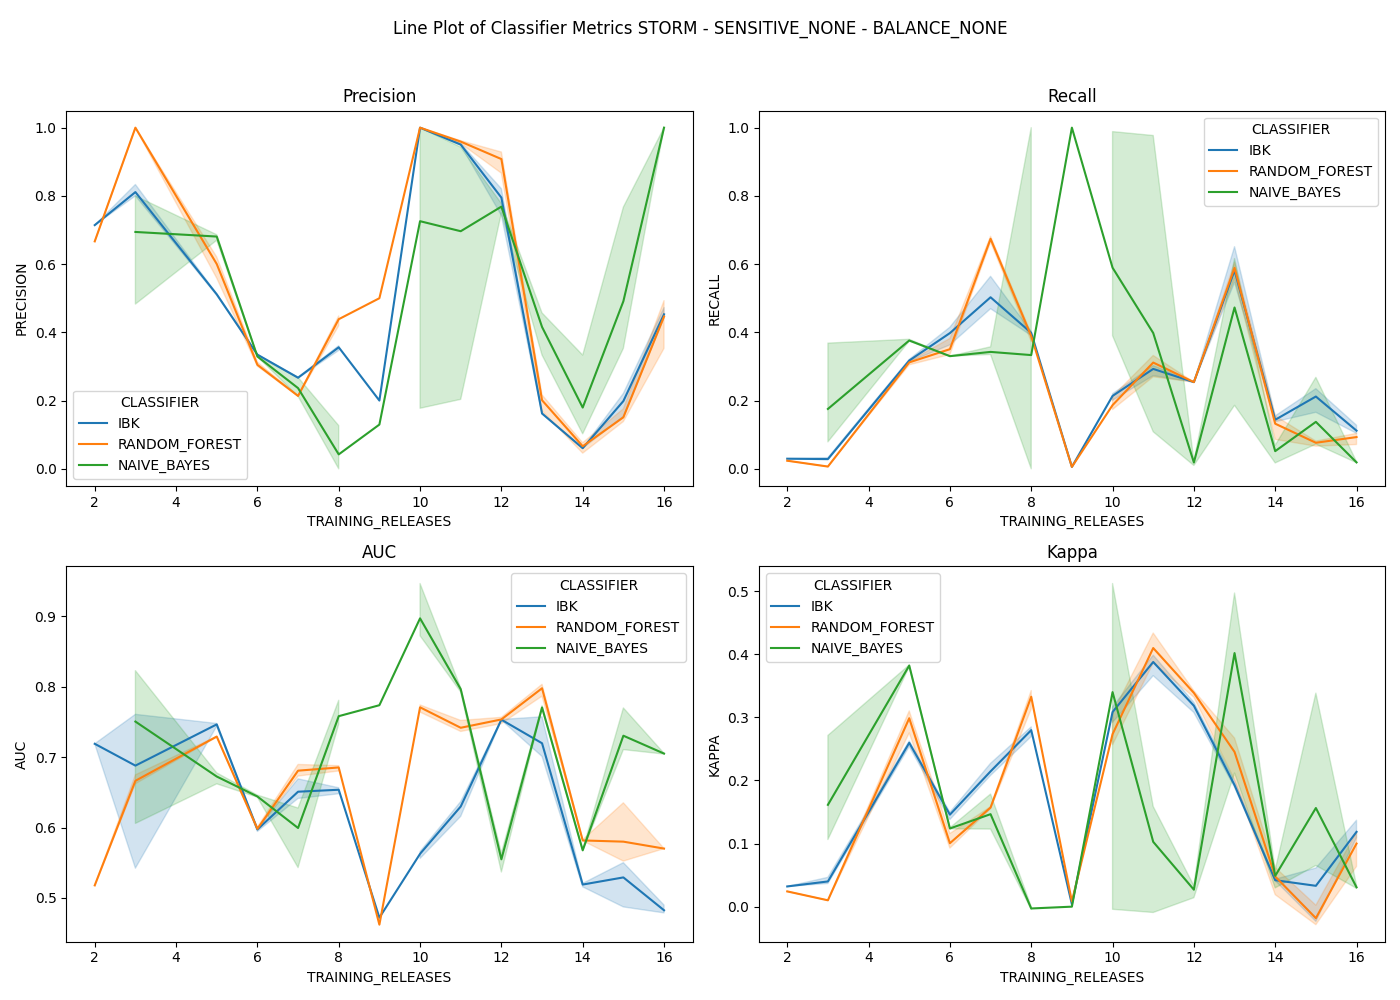 Line Plot of Classifier Metrics STORM - SENSITIVE_NONE - BALANCE_NONE
Precision
1.0
0.8
0.6
0.4
0.2
0.0
PRECISION
CLASSIFIER
IBK
RANDOM_FOREST
NAIVE_BAYES
2 4 6 8 10 12 14 16
TRAINING_RELEASES
Recall
1.0
0.8
0.6
0.4
0.2
0.0
RECALL
CLASSIFIER
IBK
RANDOM_FOREST
NAIVE_BAYES
2 4 6 8 10 12 14 16
TRAINING_RELEASES
AUC
0.9
0.8
0.7
0.6
0.5
AUC
CLASSIFIER
IBK
RANDOM_FOREST
NAIVE_BAYES
2 4 6 8 10 12 14 16
TRAINING_RELEASES
Kappa
0.5
0.4
0.3
0.2
0.1
0.0
KAPPA
CLASSIFIER
IBK
RANDOM_FOREST
NAIVE_BAYES
2 4 6 8 10 12 14 16
TRAINING_RELEASES